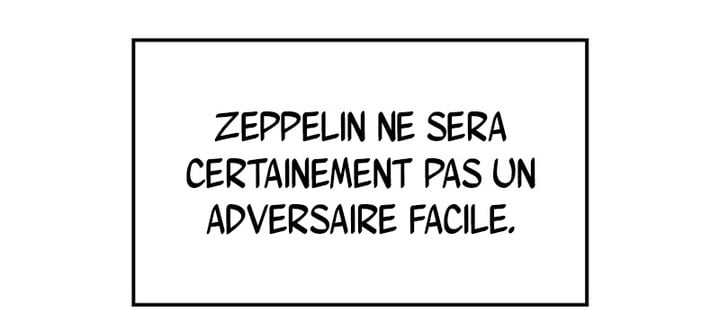 ZEPPELIN NE SERA
CERTAINEMENT PAS UN
ADVERSAIRE FACILE.